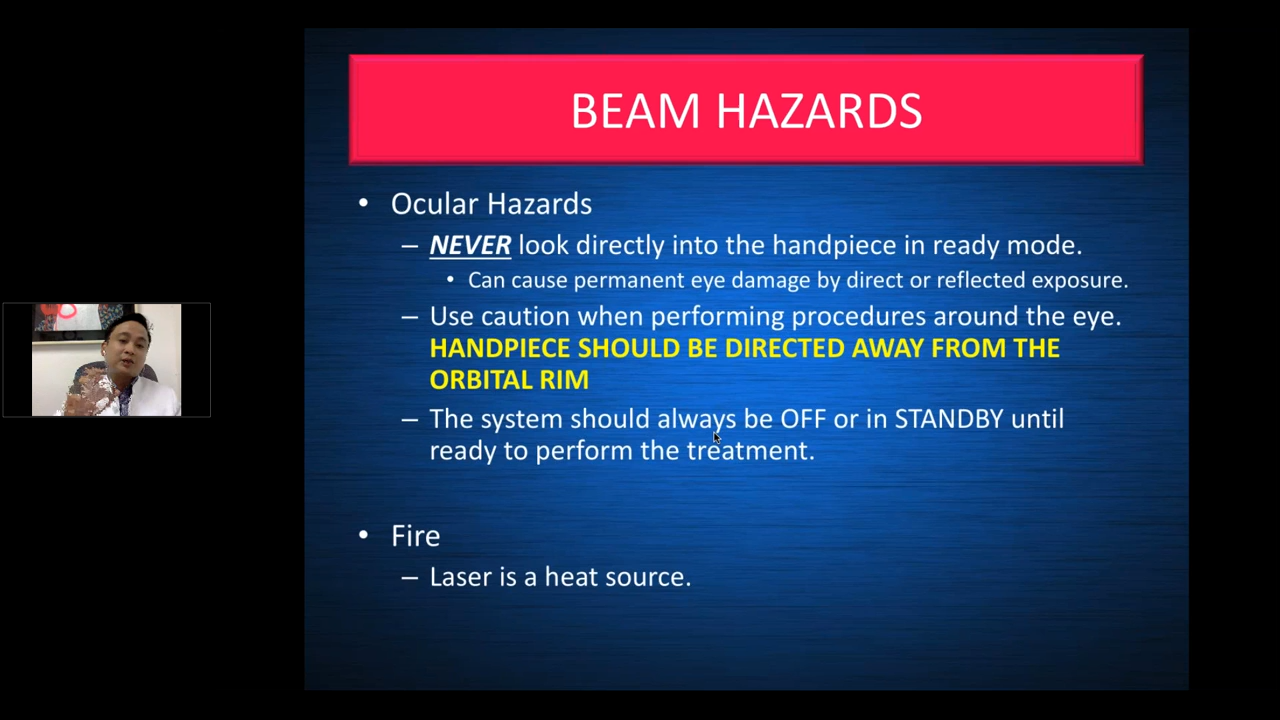 BEAM HAZARDS
• Ocular Hazards
– NEVER look directly into the handpiece in ready mode.
• Can cause permanent eye damage by direct or reflected exposure.
– Use caution when performing procedures around the eye.
HANDPIECE SHOULD BE DIRECTED AWAY FROM THE
ORBITAL RIM
– The system should always be OFF or in STANDBY until
ready to perform the treatment.
• Fire
– Laser is a heat source.